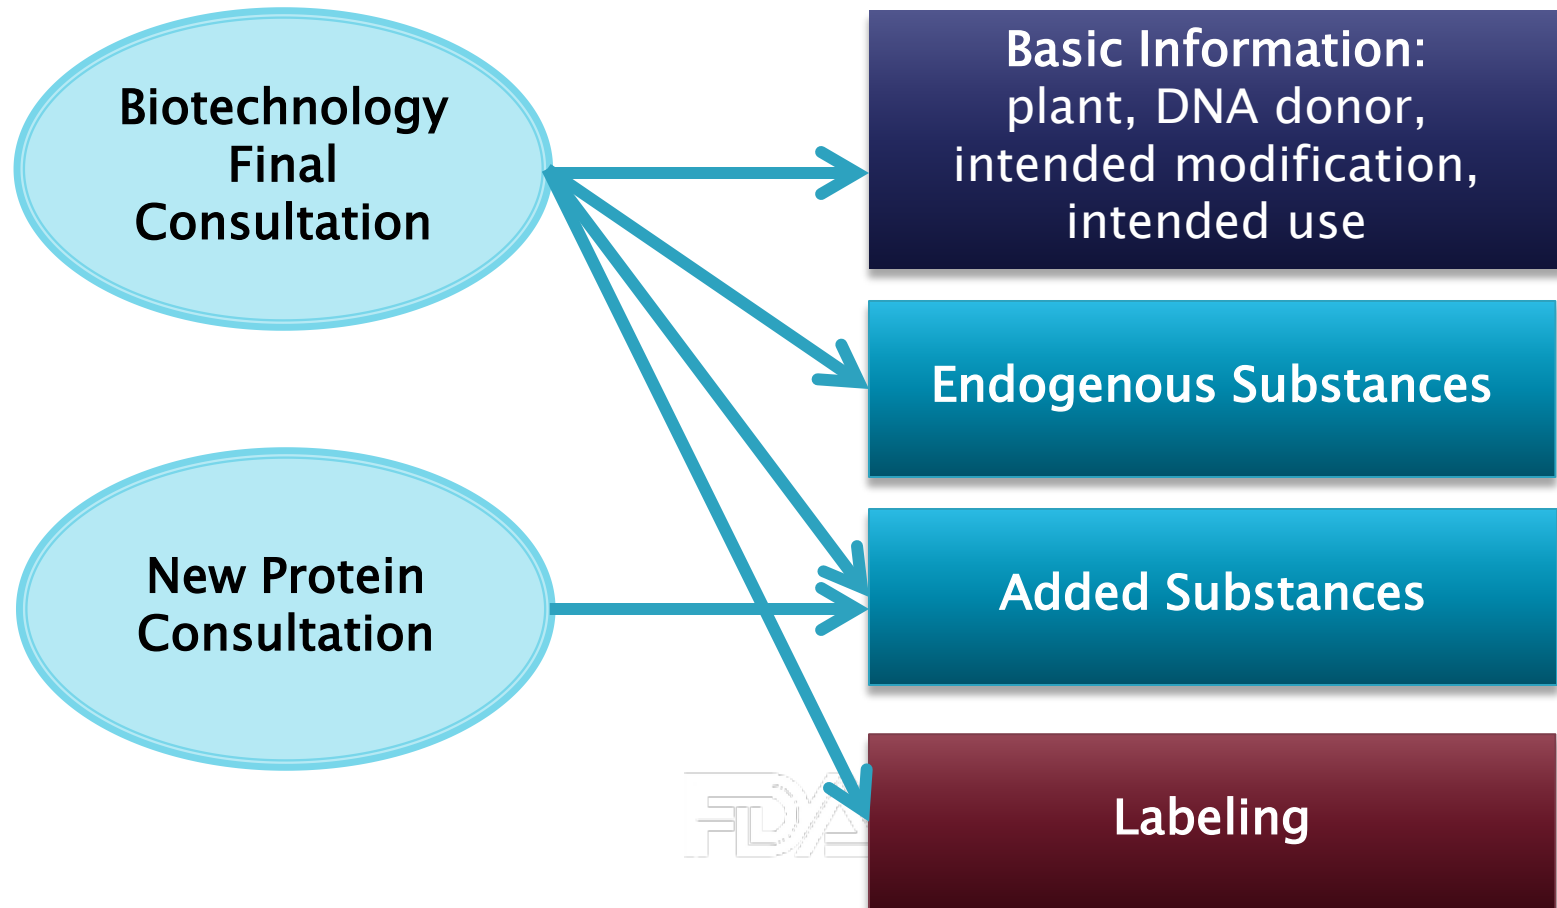 Biotechnology
Final
Consultation
Basic Information:
plant, DNA donor,
intended modification,
intended use
Endogenous Substances
New Protein
Consultation
Added Substances
FDA
Labeling